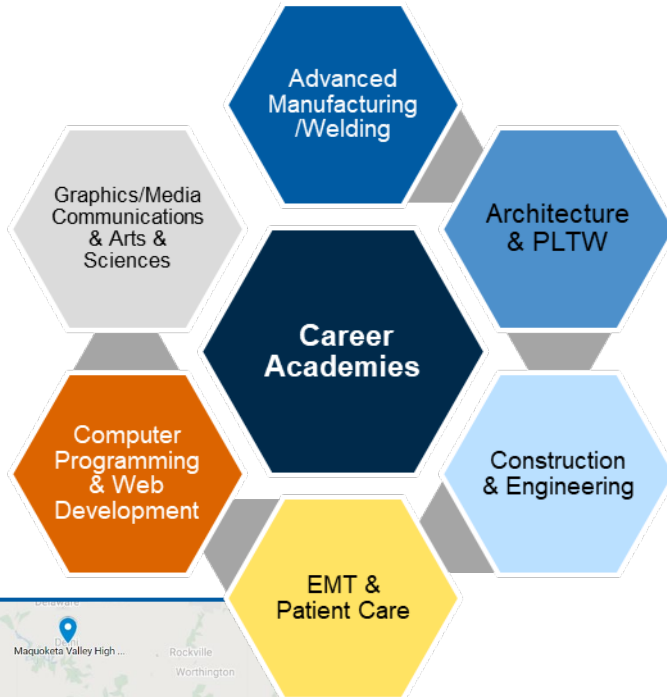 Advanced
Manufacturing
/Welding
Graphics/Media
Communications
& Arts &
Sciences
Architecture
& PLTW
Career
Academies
Computer
Programming
& Web
Development
Construction
& Engineering
EMT &
Patient Care
Delaware
Delhi
Maquoketa Valley High ...
Rockville
Worthington